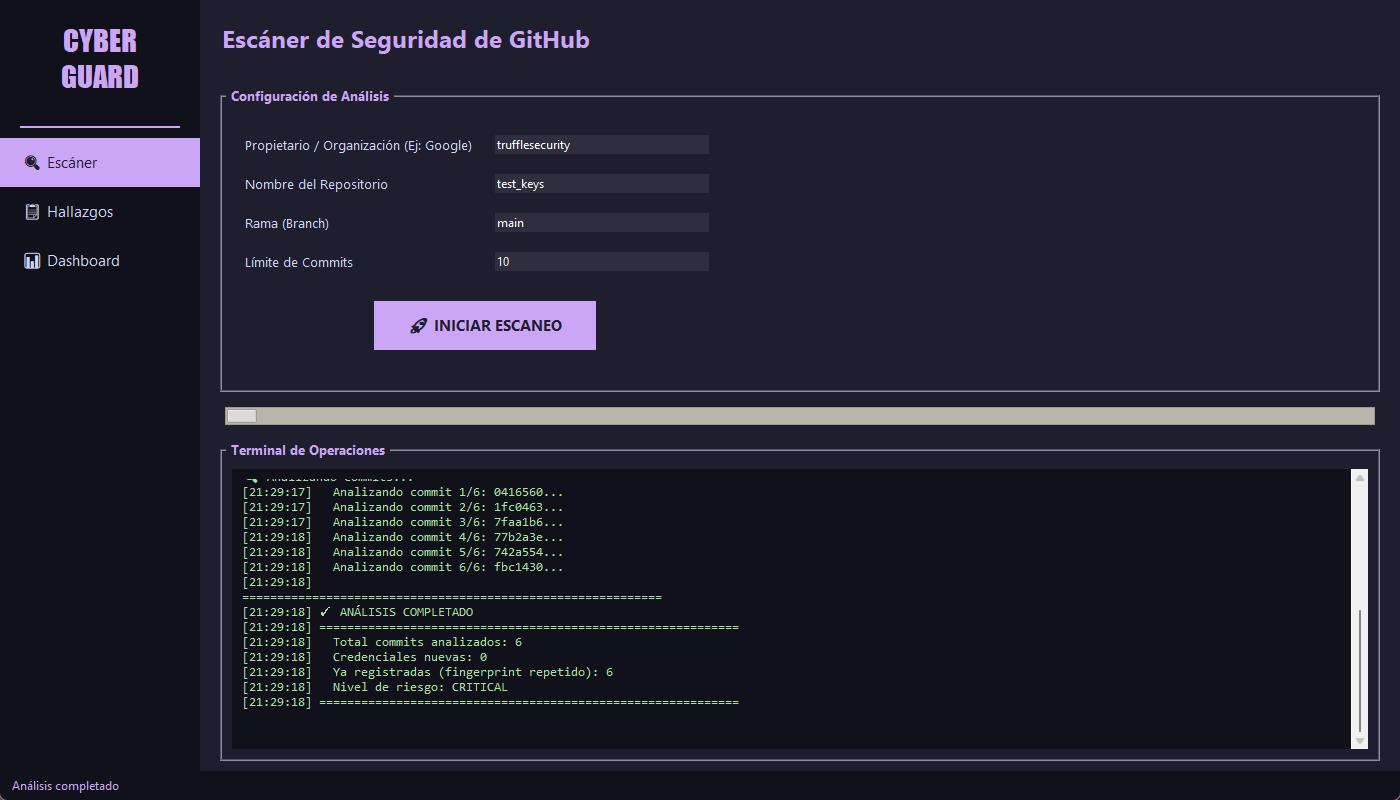 CYBER
GUARD
Escáner
Hallazgos
Dashboard
Escáner de Seguridad de GitHub
Configuración de Análisis
Propietario / Organización (Ej: Google) trufflesecurity
Nombre del Repositorio test_keys
Rama (Branch) main
Límite de Commits 10
INICIAR ESCANEO
Terminal de Operaciones
Analizando commits...
[21:29:17]   Analizando commit 1/6: 0416560...
[21:29:17]   Analizando commit 2/6: 1fc0463...
[21:29:17]   Analizando commit 3/6: 7faa1b6...
[21:29:18]   Analizando commit 4/6: 77b2a3e...
[21:29:18]   Analizando commit 5/6: 742a554...
[21:29:18]   Analizando commit 6/6: fbc1430...
[21:29:18]
============================================================
[21:29:18] ✓ ANÁLISIS COMPLETADO
[21:29:18] ============================================================
[21:29:18]   Total commits analizados: 6
[21:29:18]   Credenciales nuevas: 0
[21:29:18]   Ya registradas (fingerprint repetido): 6
[21:29:18]   Nivel de riesgo: CRITICAL
[21:29:18] ============================================================
Análisis completado